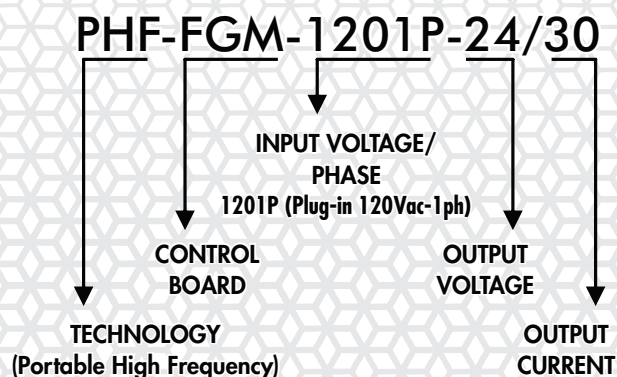 PHF-FGM-1201P-24/30
INPUT VOLTAGE/
PHASE
1201P (Plug-in 120Vac-1ph)
CONTROL
BOARD
OUTPUT
VOLTAGE
TECHNOLOGY
(Portable High Frequency)
OUTPUT
CURRENT